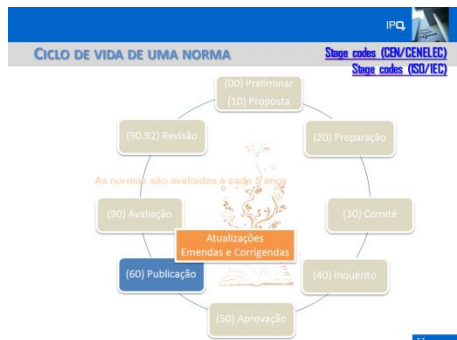 IPQ
CICLO DE VIDA DE UMA NORMA
Stage codes (CEN/CENELEC)
Stage codes (ISO/IEC)
(00) Preliminar
(10) Proposta
(90.92) Revisão
(20) Preparação
As normas são avaliadas a cada 5 anos
(90) Avaliação
(30) Comité
Atualizações
Emendas e Corrigendas
(60) Publicação
(40) Inquérito
(50) Aprovação